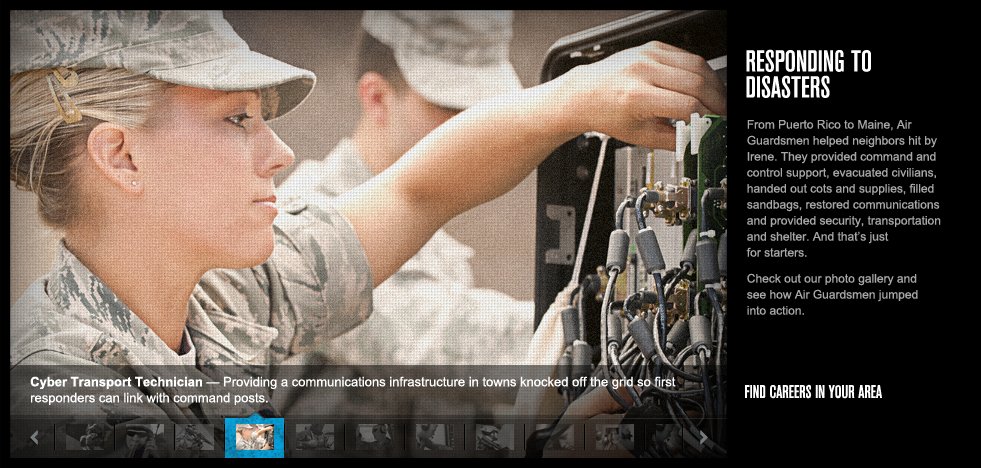 RESPONDING TO
DISASTERS
From Puerto Rico to Maine, Air
Guardsmen helped neighbors hit by
Irene. They provided command and
control support, evacuated civilians,
handed out cots and supplies, filled
sandbags, restored communications
and provided security, transportation
and shelter. And that's just
for starters.
Check out our photo gallery and
see how Air Guardsmen jumped
into action.
FIND CAREERS IN YOUR AREA
Cyber Transport Technician — Providing a communications infrastructure in towns knocked off the grid so first
responders can link with command posts.